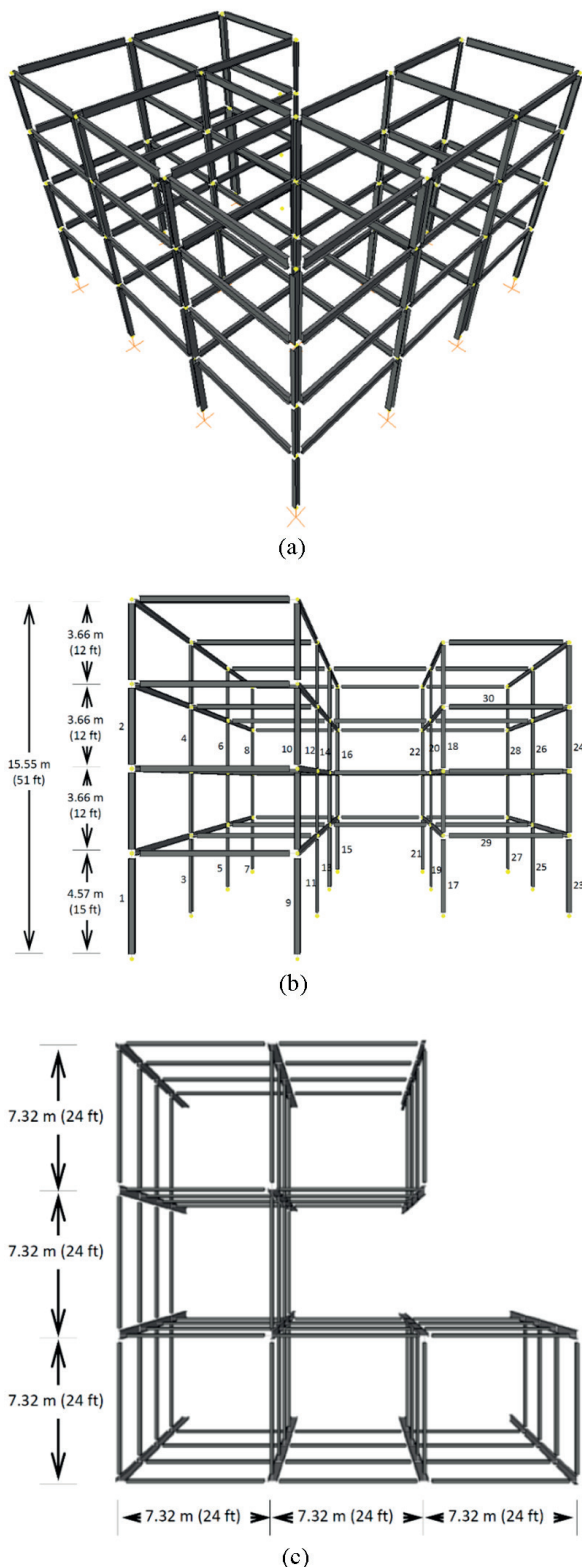 (a)
3.66 m
(12 ft)
3.66 m
(12 ft)
15.55 m
(51 ft)
3.66 m
(12 ft)
4.57 m
(15 ft)
2
4
6
8
10
12
14
16
22
20
18
30
28
26
24
1
3
5
7
9
11
13
15
21
19
17
29
27
25
23
(b)
7.32 m (24 ft)
7.32 m (24 ft)
7.32 m (24 ft)
7.32 m (24 ft) 7.32 m (24 ft) 7.32 m (24 ft)
(c)